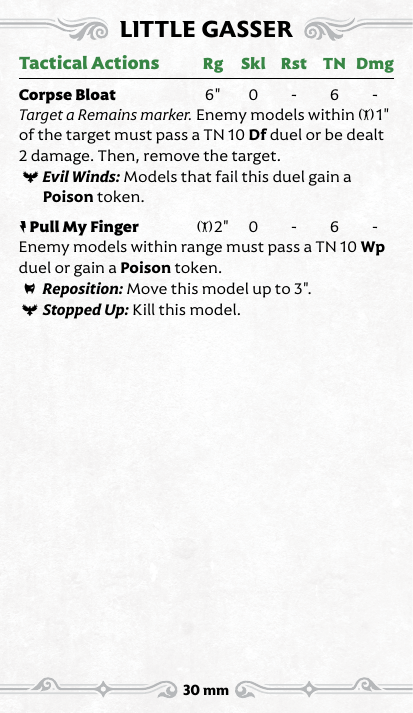 LITTLE GASSER
Tactical Actions Rg Skl Rst TN Dmg
Corpse Bloat 6" 0 - 6 -
Target a Remains marker. Enemy models within 1"
of the target must pass a TN 10 Df duel or be dealt
2 damage. Then, remove the target.
Evil Winds: Models that fail this duel gain a
Poison token.
Pull My Finger 2" 0 - 6 -
Enemy models within range must pass a TN 10 Wp
duel or gain a Poison token.
Reposition: Move this model up to 3".
Stopped Up: Kill this model.
30 mm